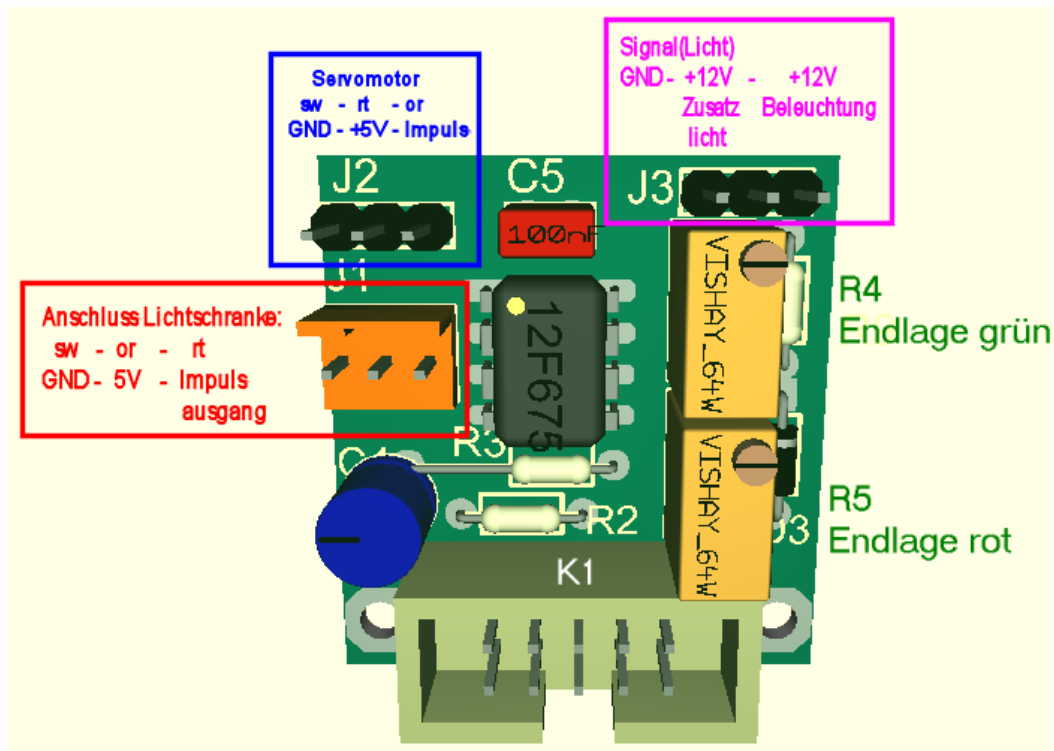 Signal(Licht)
GND - +12V - +12V
Zusatz Beleuchtung
licht
Servomotor
sw - rt - or
GND - +5V - Impuls
J2
C5
J3
100nF
J1
Anschluss Lichtschranke:
sw - or - rt
GND - 5V - Impuls
ausgang
12F675
VISHAY_64W
R4
Endlage grün
R3
VISHAY_64W
R5
Endlage rot
R2
K1